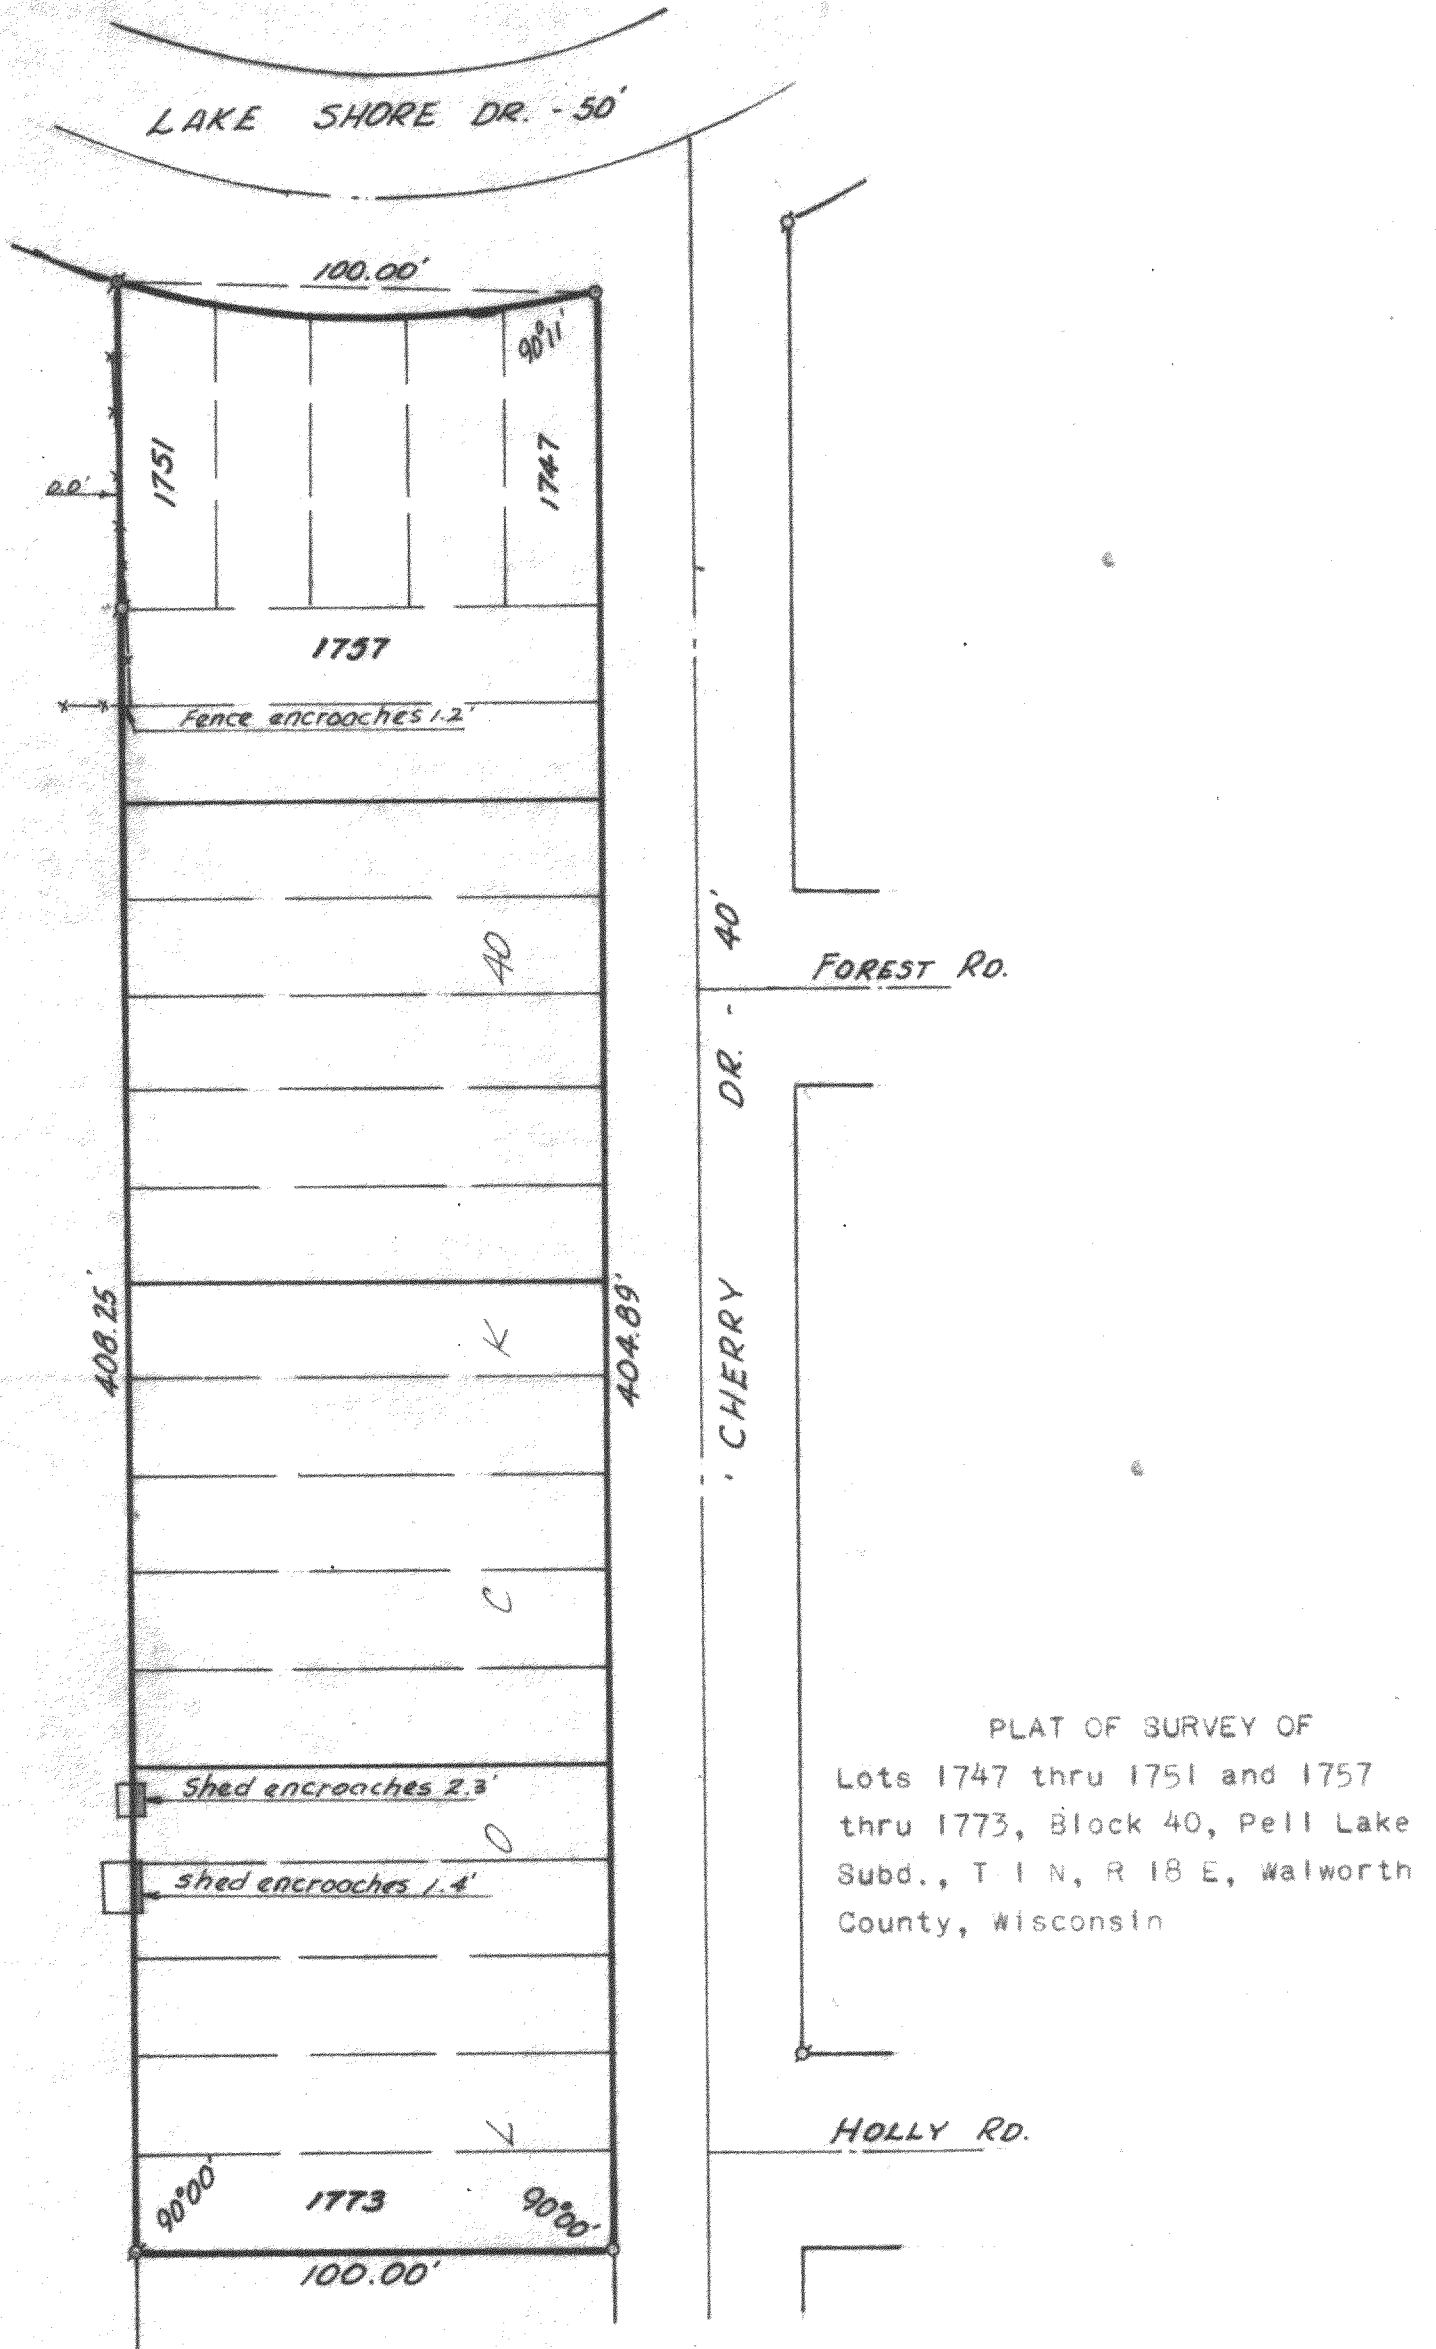 LAKE SHORE DR. - 50'
100.00'
90°11'
1751
1747
0.0'
1757
Fence encroaches 1.2'
40'
DR. -
CHERRY
FOREST RD.
408.25'
404.89'
40
K
C
O
L
Shed encroaches 2.3'
Shed encroaches 1.4'
PLAT OF SURVEY OF
Lots 1747 thru 1751 and 1757
thru 1773, Block 40, Pell Lake
Subd., T 1 N, R 18 E, Walworth
County, Wisconsin
HOLLY RD.
90°00'
1773
90°00'
100.00'